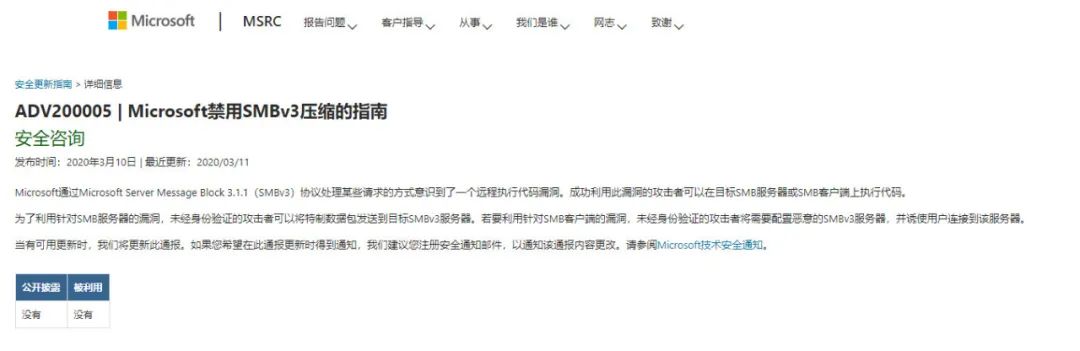 Microsoft | MSRC 报告问题 客户指导 从事 我们是谁 网志 致谢
安全更新指南 > 详细信息
ADV200005 | Microsoft禁用SMBv3压缩的指南
安全咨询
发布时间：2020年3月10日 | 最近更新：2020/03/11
Microsoft通过Microsoft Server Message Block 3.1.1（SMBv3）协议处理某些请求的方式意识到了一个远程执行代码漏洞。成功利用此漏洞的攻击者可以在目标SMB服务器或SMB客户端上执行代码。
为了利用针对SMB服务器的漏洞，未经身份验证的攻击者可以将特制数据包发送到目标SMBv3服务器。若要利用针对SMB客户端的漏洞，未经身份验证的攻击者将需要配置恶意的SMBv3服务器，并诱使用户连接到该服务器。
当有可用更新时，我们将更新此通报。如果您希望在此通报更新时得到通知，我们建议您注册安全通知邮件，以通知该通报内容更改。请参阅Microsoft技术安全通知。
公开披露 被利用
没有 没有